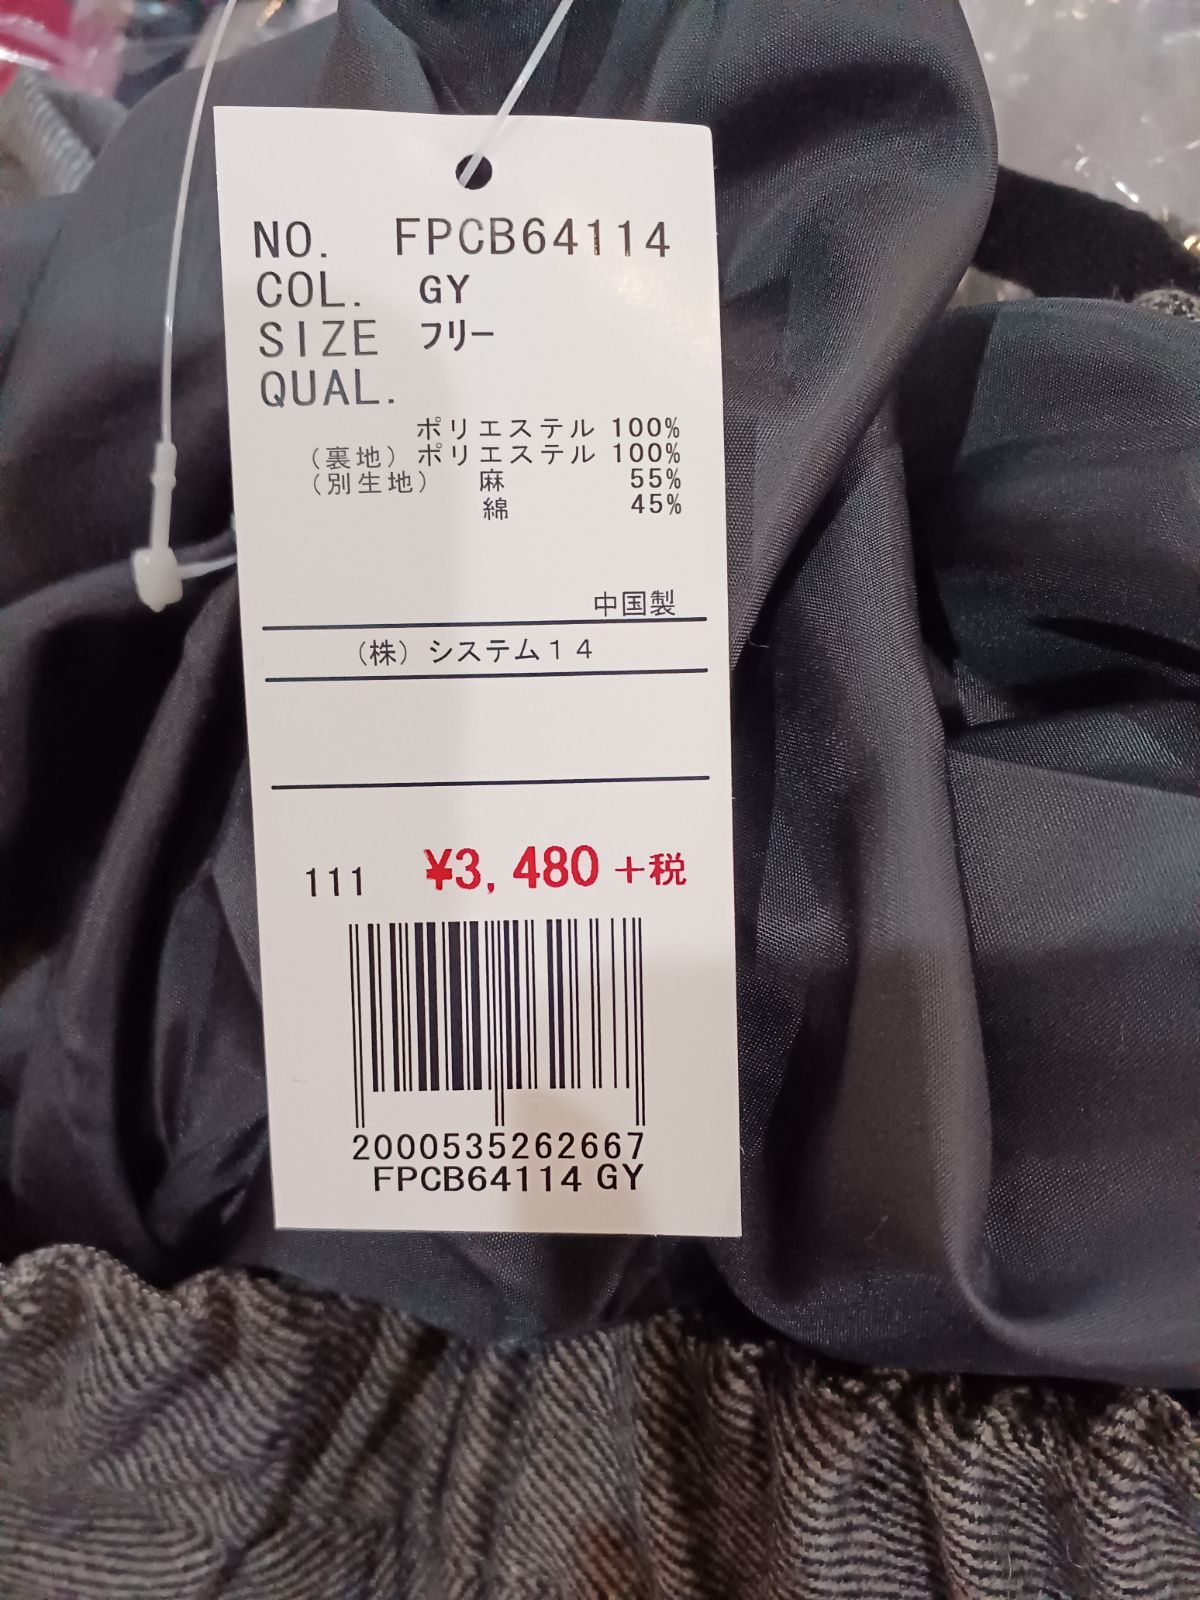 NO. FPCB64114
COL. GY
SIZE フリー
QUAL.
ポリエステル 100%
（裏地）ポリエステル 100%
（別生地） 麻 55%
綿 45%
中国製
（株）システム１４
111 ¥3,480+税
2000535262667
FPCB64114 GY